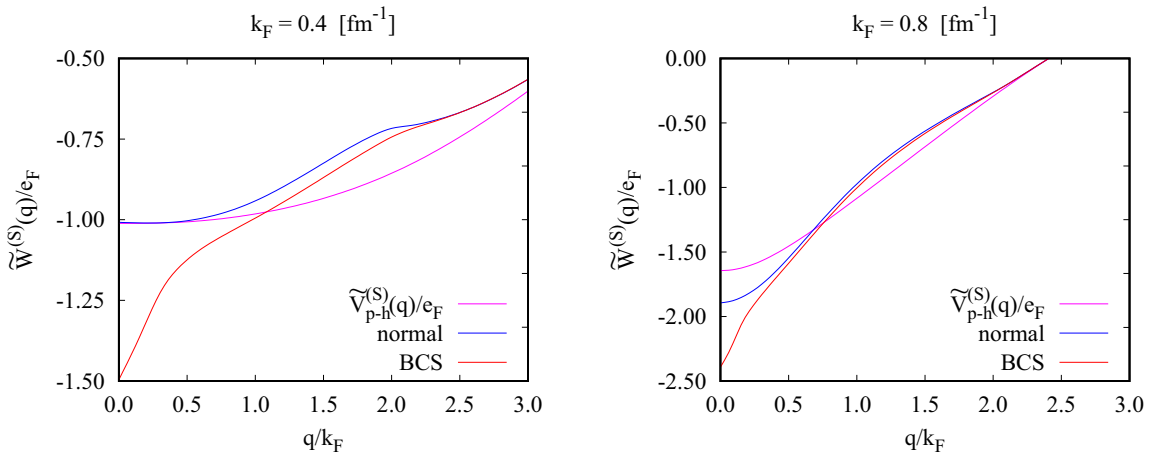 k_F = 0.4 [fm^-1]
-0.50
-0.75
-1.00
-1.25
-1.50
W̃^(S)(q)/e_F
Ṽ_p-h^(S)(q)/e_F
normal
BCS
0.0 0.5 1.0 1.5 2.0 2.5 3.0
q/k_F
k_F = 0.8 [fm^-1]
0.00
-0.50
-1.00
-1.50
-2.00
-2.50
W̃^(S)(q)/e_F
Ṽ_p-h^(S)(q)/e_F
normal
BCS
0.0 0.5 1.0 1.5 2.0 2.5 3.0
q/k_F